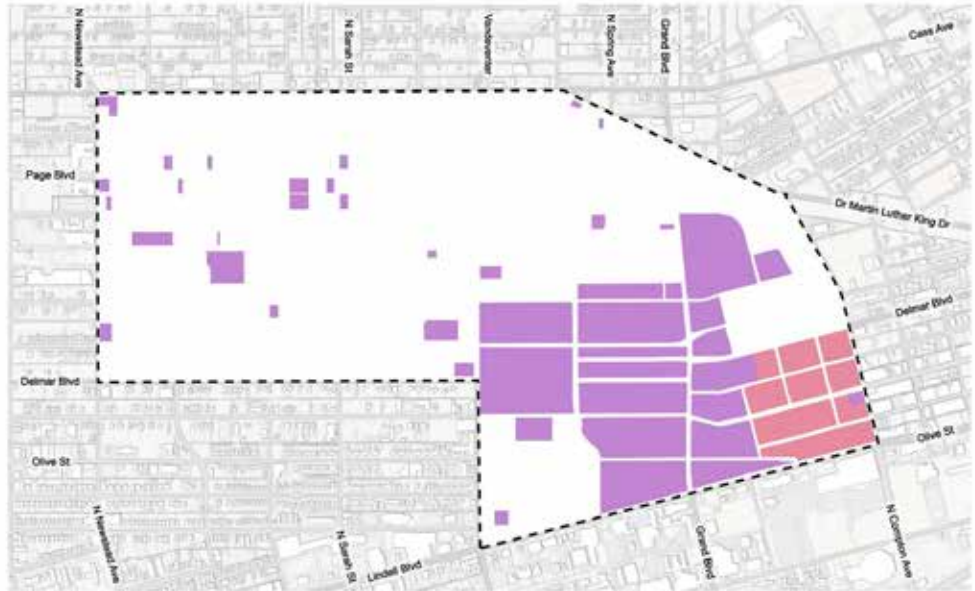 N Newstead Ave
N Sarah St
Vandeventer
N Spring Ave
Grand Blvd
Cass Ave
Page Blvd
Dr Martin Luther King Dr
Delmar Blvd
Delmar Blvd
Olive St
Olive St
N Newstead Ave
N Sarah St
Lindell Blvd
Grand Blvd
N Compton Ave